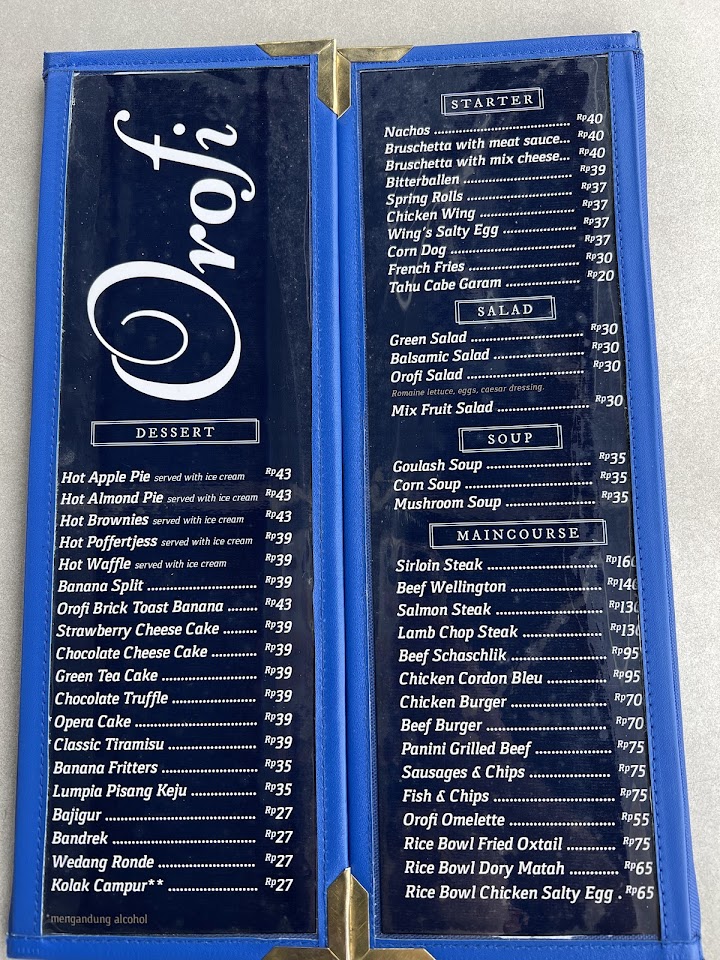 Orofi
DESSERT
Hot Apple Pie served with ice cream Rp43
Hot Almond Pie served with ice cream Rp43
Hot Brownies served with ice cream Rp43
Hot Poffertjess served with ice cream Rp39
Hot Waffle served with ice cream Rp39
Banana Split ........................... Rp39
Orofi Brick Toast Banana ........ Rp43
Strawberry Cheese Cake ......... Rp39
Chocolate Cheese Cake ............ Rp39
Green Tea Cake ........................ Rp39
Chocolate Truffle ..................... Rp39
*Opera Cake .............................. Rp39
*Classic Tiramisu ...................... Rp39
Banana Fritters ........................ Rp35
Lumpia Pisang Keju ................. Rp35
Bajigur ..................................... Rp27
Bandrek .................................... Rp27
Wedang Ronde ......................... Rp27
Kolak Campur** ...................... Rp27
*mengandung alcohol
STARTER
Nachos .................................. Rp40
Bruschetta with meat sauce... Rp40
Bruschetta with mix cheese... Rp40
Bitterballen ........................... Rp39
Spring Rolls .......................... Rp37
Chicken Wing ....................... Rp37
Wing's Salty Egg .................. Rp37
Corn Dog .............................. Rp37
French Fries .......................... Rp30
Tahu Cabe Garam ................. Rp20
SALAD
Green Salad ........................... Rp30
Balsamic Salad ...................... Rp30
Orofi Salad ............................ Rp30
Romaine lettuce, eggs, caesar dressing.
Mix Fruit Salad ...................... Rp30
SOUP
Goulash Soup ......................... Rp35
Corn Soup .............................. Rp35
Mushroom Soup ..................... Rp35
MAINCOURSE
Sirloin Steak .......................... Rp160
Beef Wellington ..................... Rp140
Salmon Steak ......................... Rp130
Lamb Chop Steak ................... Rp130
Beef Schaschlik ...................... Rp95
Chicken Cordon Bleu .............. Rp95
Chicken Burger ...................... Rp70
Beef Burger ............................ Rp70
Panini Grilled Beef ................. Rp75
Sausages & Chips ................... Rp75
Fish & Chips .......................... Rp75
Orofi Omelette ....................... Rp55
Rice Bowl Fried Oxtail ............ Rp75
Rice Bowl Dory Matah ............ Rp65
Rice Bowl Chicken Salty Egg . Rp65